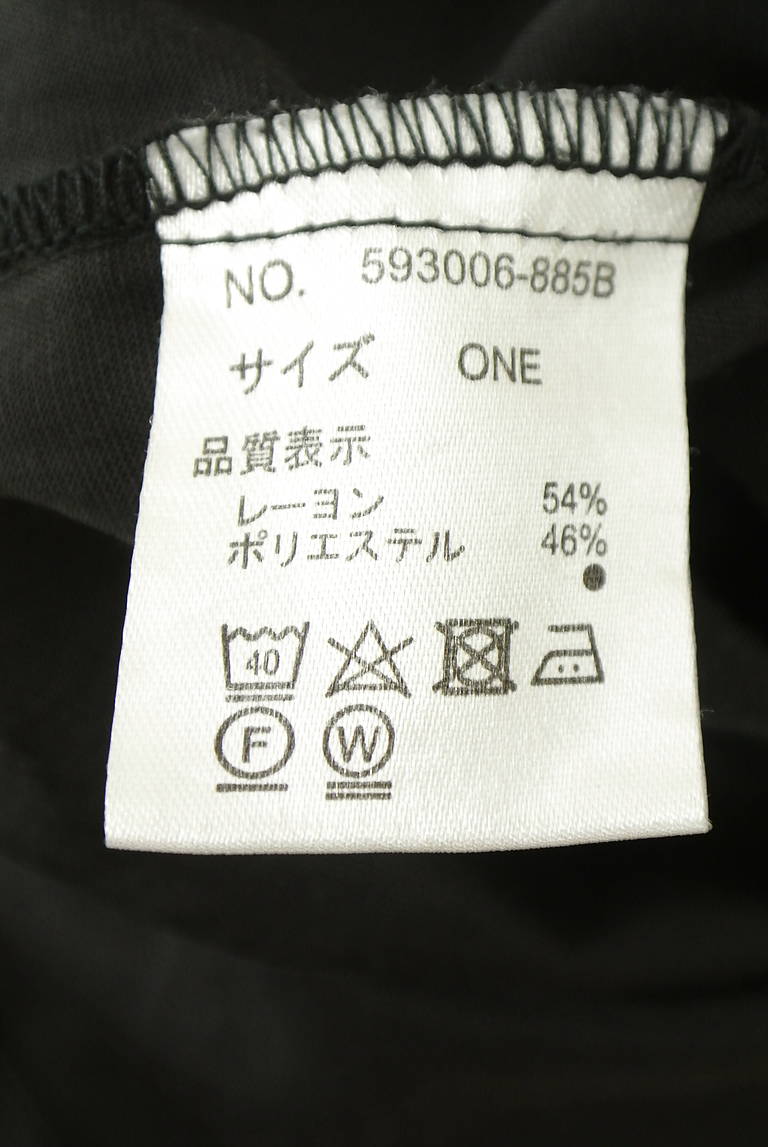 NO. 593006-885B
サイズ ONE
品質表示
レーヨン 54%
ポリエステル 46%
40
F W